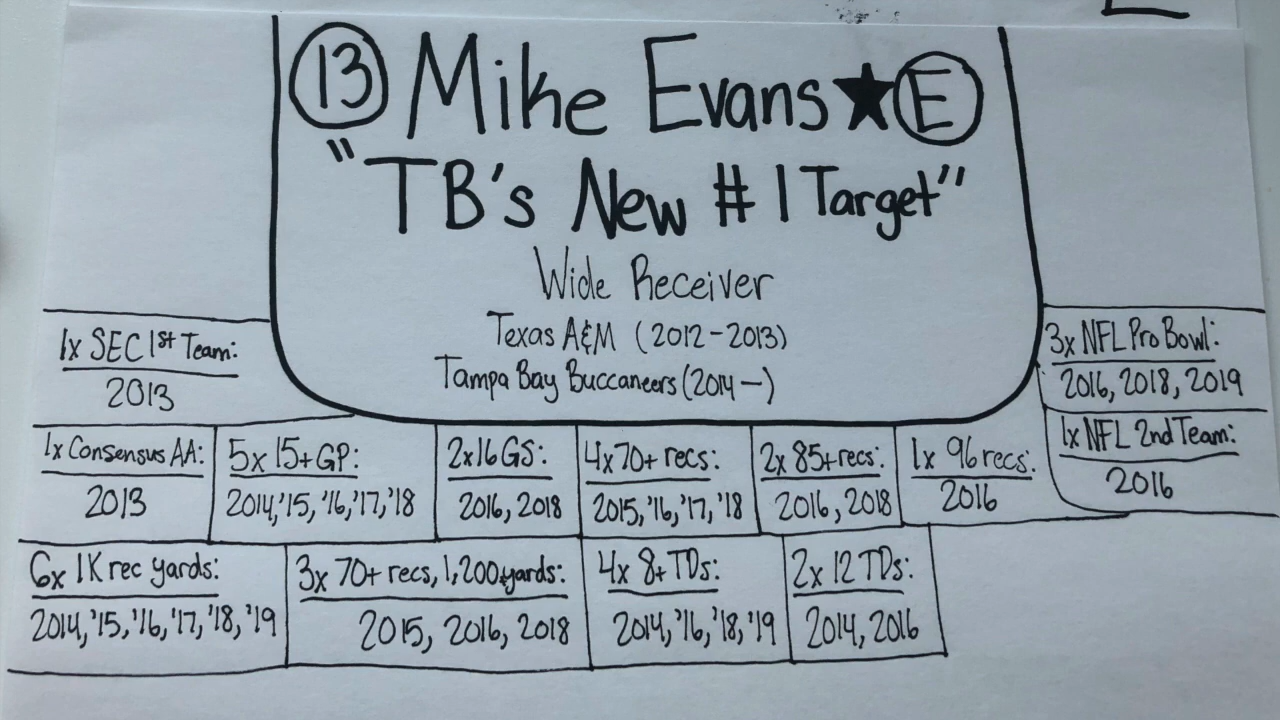 13 Mike Evans ★ E
"TB's New #1 Target"
Wide Receiver
Texas A&M (2012-2013)
Tampa Bay Buccaneers (2014-)
1x SEC 1st Team:
2013
3x NFL Pro Bowl:
2016, 2018, 2019
1x Consensus AA:
2013
5x 15+ GP:
2014,'15,'16,'17,'18
2x16 GS:
2016, 2018
4x70+ recs:
2015,'16,'17,'18
2x 85+ recs:
2016, 2018
1x 96 recs:
2016
1x NFL 2nd Team:
2016
6x 1K rec yards:
2014,'15,'16,'17,'18,'19
3x 70+ recs, 1,200+yards:
2015, 2016, 2018
4x 8+TDs:
2014,'16,'18,'19
2x 12 TDs:
2014, 2016